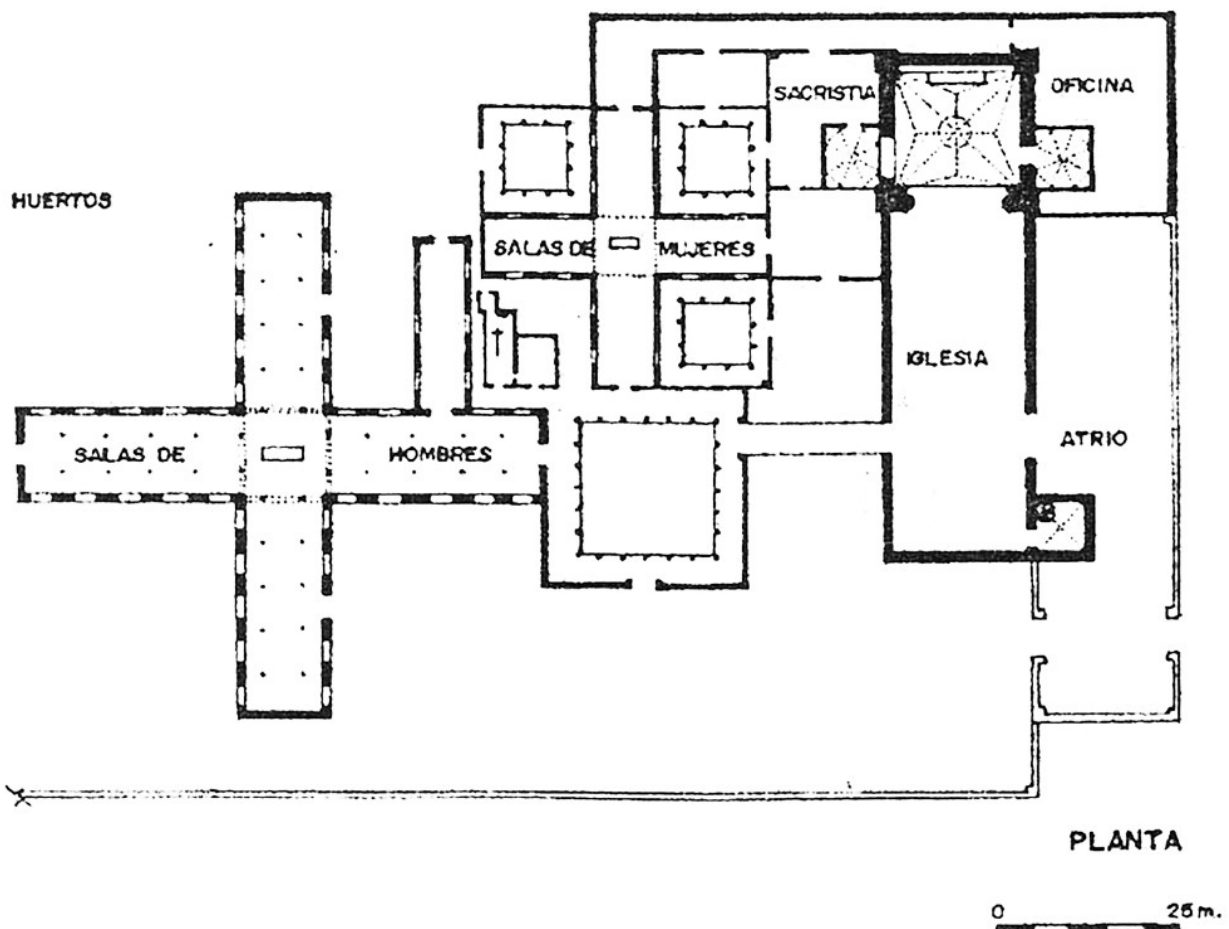 SACRISTIA
OFICINA
HUERTOS
SALAS DE MUJERES
IGLESIA
SALAS DE HOMBRES
ATRIO
PLANTA
0 25 m.